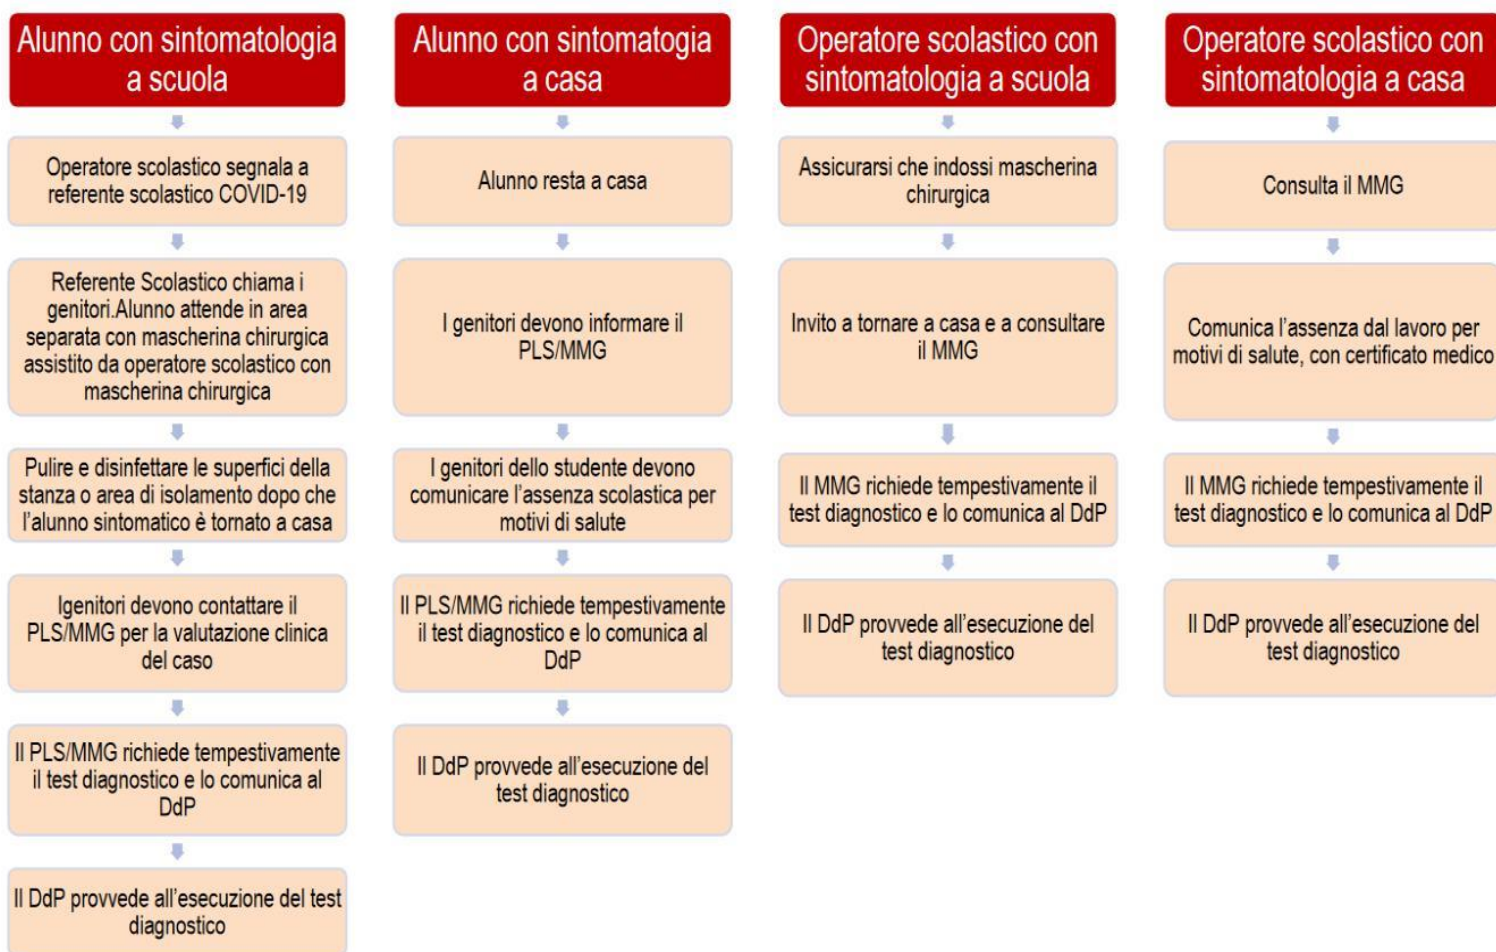 Alunno con sintomatologia
a scuola
Operatore scolastico segnala a
referente scolastico COVID-19
Referente Scolastico chiama i
genitori.Alunno attende in area
separata con mascherina chirurgica
assistito da operatore scolastico con
mascherina chirurgica
Pulire e disinfettare le superfici della
stanza o area di isolamento dopo che
l'alunno sintomatico è tornato a casa
Igenitori devono contattare il
PLS/MMG per la valutazione clinica
del caso
Il PLS/MMG richiede tempestivamente
il test diagnostico e lo comunica al
DdP
Il DdP provvede all'esecuzione del test
diagnostico
Alunno con sintomatogia
a casa
Alunno resta a casa
I genitori devono informare il
PLS/MMG
I genitori dello studente devono
comunicare l'assenza scolastica per
motivi di salute
Il PLS/MMG richiede tempestivamente
il test diagnostico e lo comunica al
DdP
Il DdP provvede all'esecuzione del
test diagnostico
Operatore scolastico con
sintomatologia a scuola
Assicurarsi che indossi mascherina
chirurgica
Invito a tornare a casa e a consultare
il MMG
Il MMG richiede tempestivamente il
test diagnostico e lo comunica al DdP
Il DdP provvede all'esecuzione del
test diagnostico
Operatore scolastico con
sintomatologia a casa
Consulta il MMG
Comunica l'assenza dal lavoro per
motivi di salute, con certificato medico
Il MMG richiede tempestivamente il
test diagnostico e lo comunica al DdP
Il DdP provvede all'esecuzione del
test diagnostico